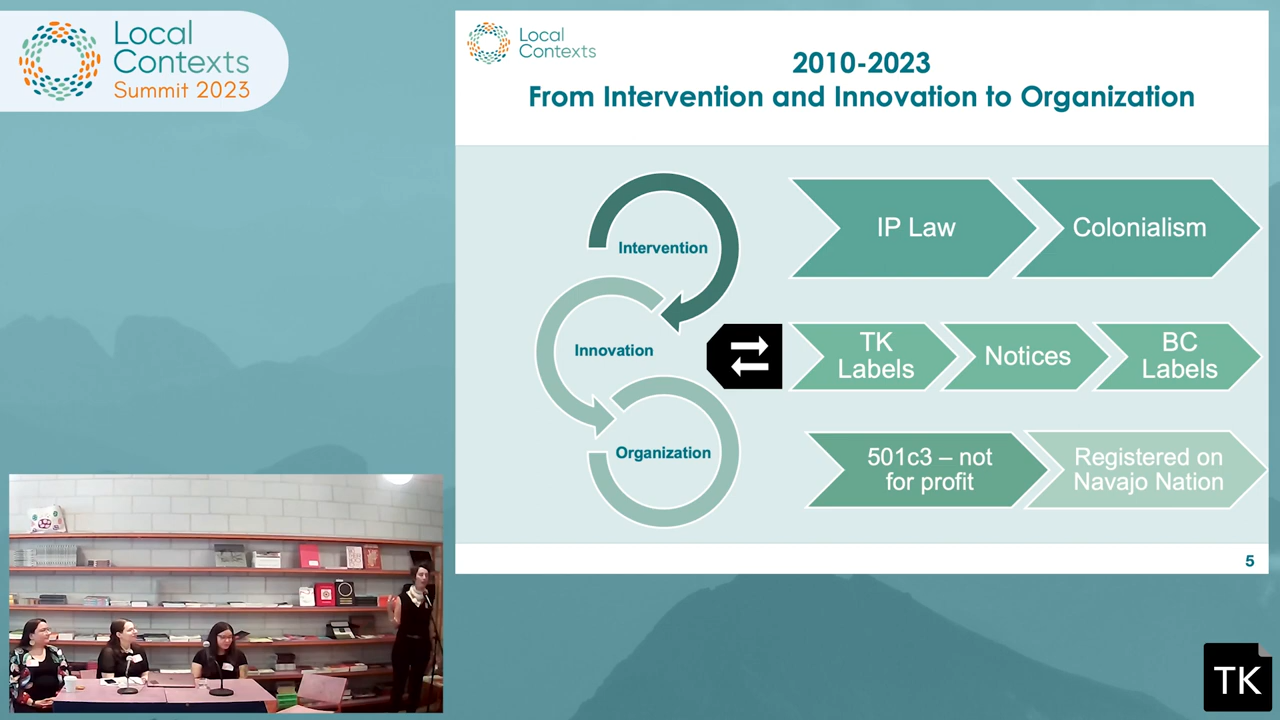 Local
Contexts
Summit 2023
Local
Contexts
2010-2023
From Intervention and Innovation to Organization
Intervention
IP Law
Colonialism
Innovation
TK
Labels
Notices
BC
Labels
Organization
501c3 – not
for profit
Registered on
Navajo Nation
5
TK